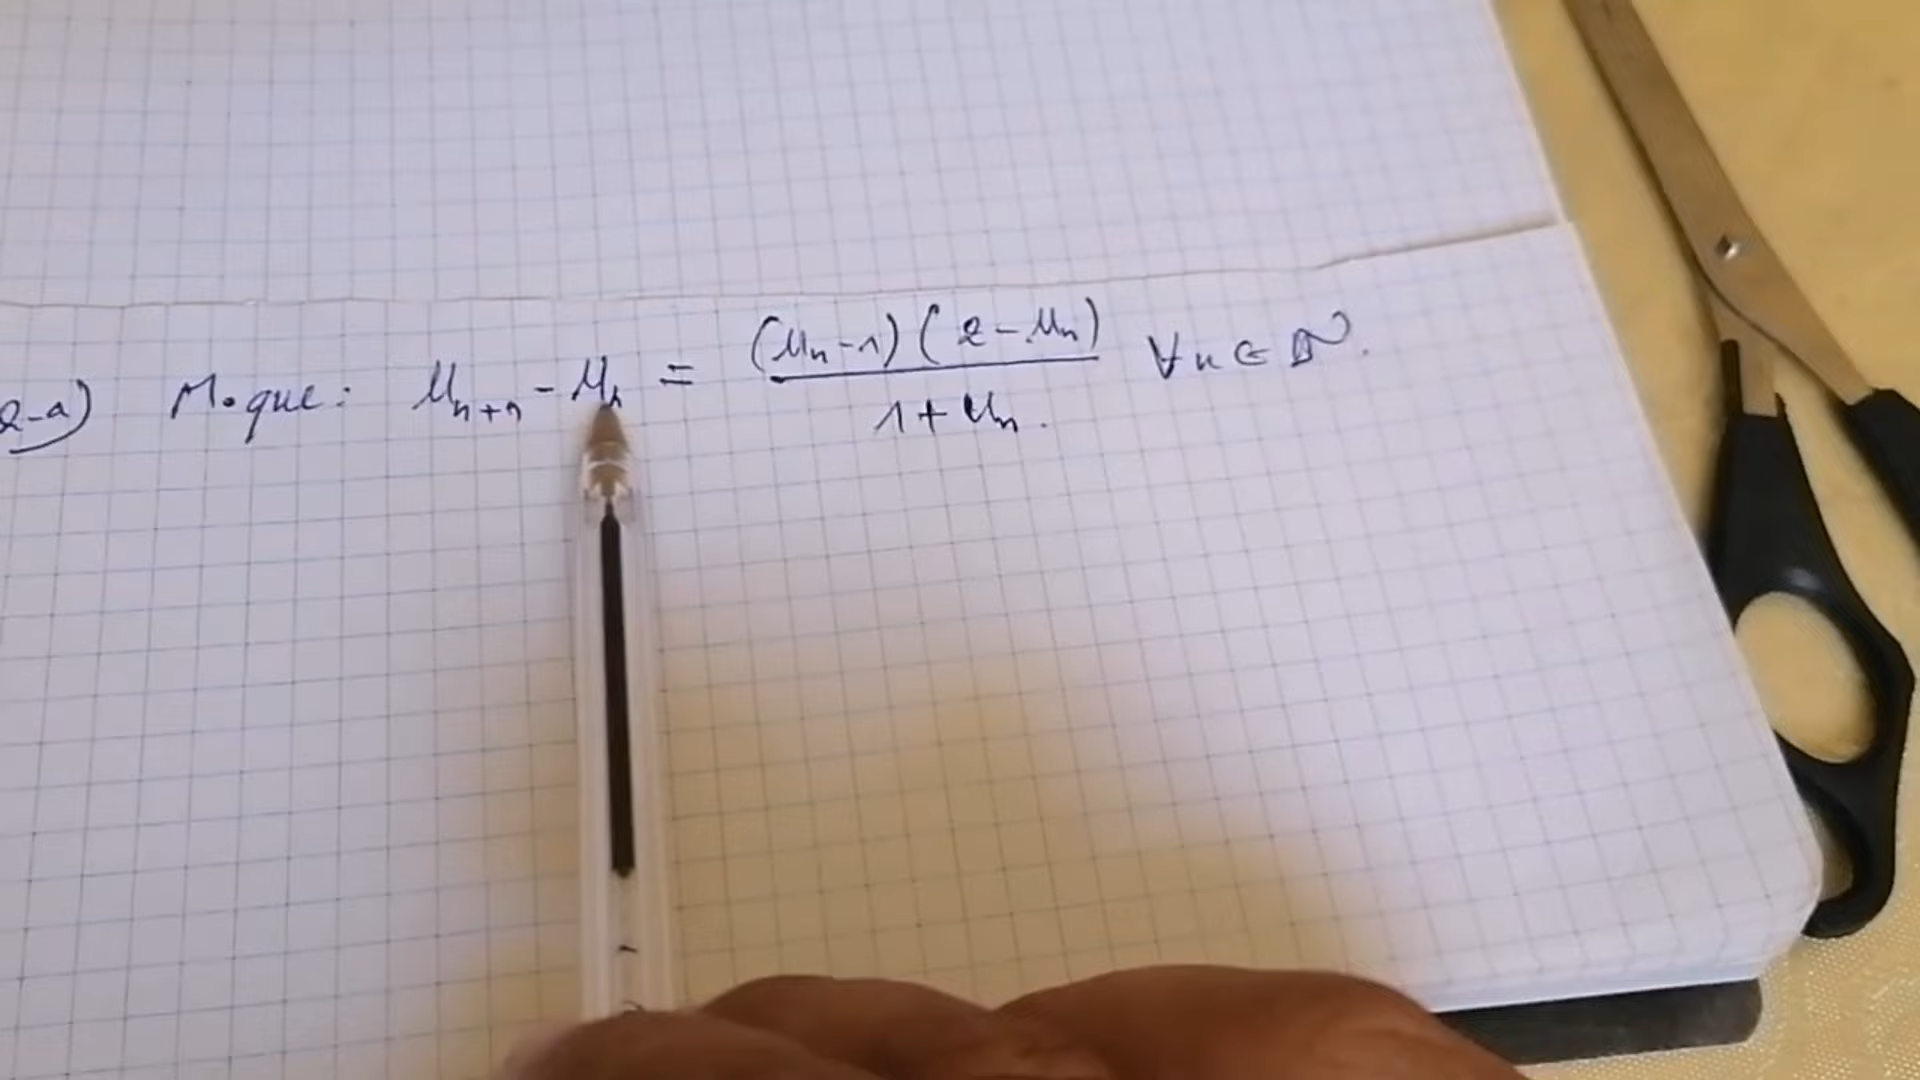 2-a) M.que: Un+1 - Un = (Un-1)(2-Un) / 1+Un. ∀n∈ℕ.